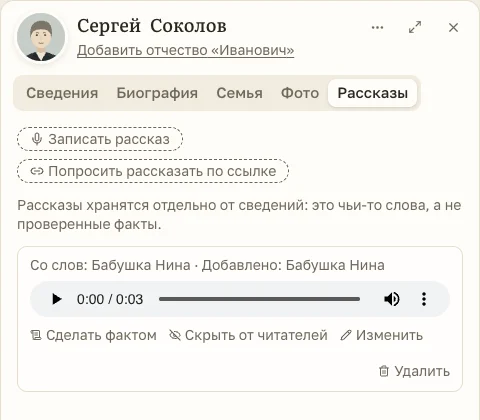 Сергей Соколов
Добавить отчество «Иванович»
Сведения Биография Семья Фото Рассказы
Записать рассказ
Попросить рассказать по ссылке
Рассказы хранятся отдельно от сведений: это чьи-то слова, а не
проверенные факты.
Со слов: Бабушка Нина · Добавлено: Бабушка Нина
0:00 / 0:03
Сделать фактом Скрыть от читателей Изменить
Удалить